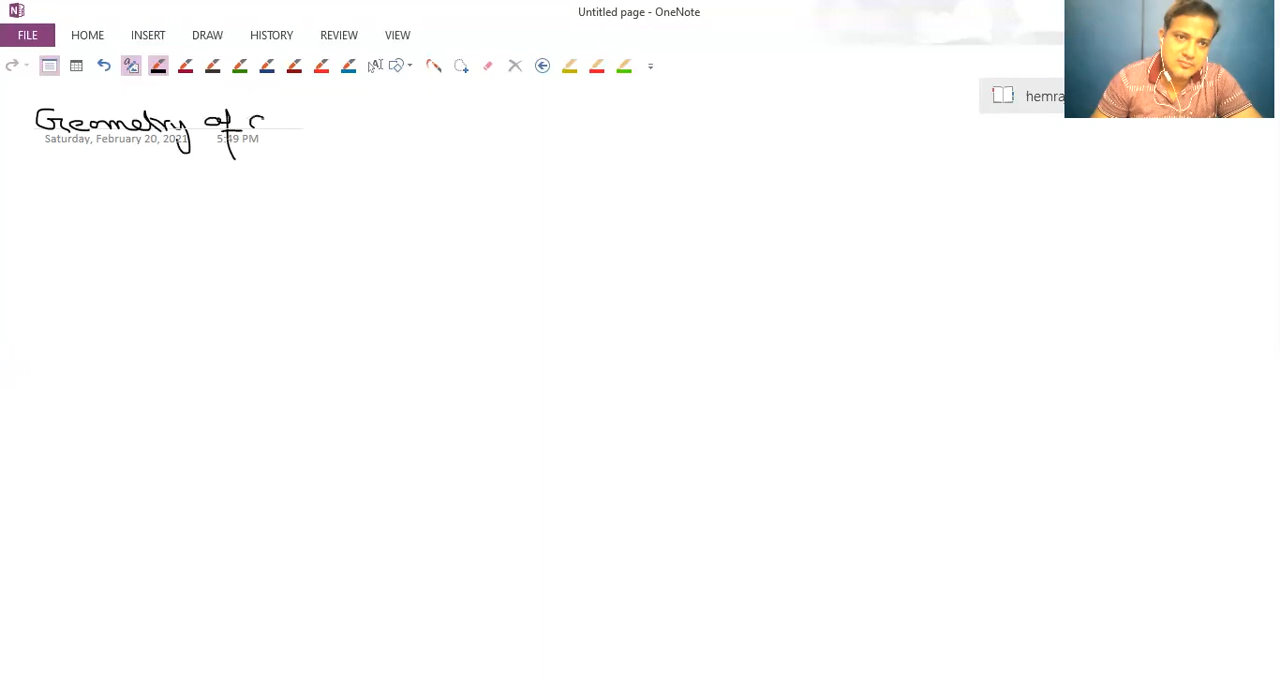 Untitled page - OneNote
FILE HOME INSERT DRAW HISTORY REVIEW VIEW
hemra
Geometry of
Saturday, February 20, 2021 5:49 PM